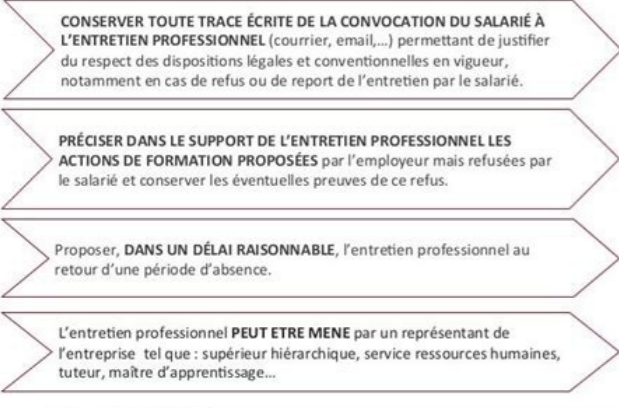 CONSERVER TOUTE TRACE ÉCRITE DE LA CONVOCATION DU SALARIÉ À
L’ENTRETIEN PROFESSIONNEL (courrier, email,…) permettant de justifier
du respect des dispositions légales et conventionnelles en vigueur,
notamment en cas de refus ou de report de l’entretien par le salarié.
PRÉCISER DANS LE SUPPORT DE L’ENTRETIEN PROFESSIONNEL LES
ACTIONS DE FORMATION PROPOSÉES par l’employeur mais refusées par
le salarié et conserver les éventuelles preuves de ce refus.
Proposer, DANS UN DÉLAI RAISONNABLE, l’entretien professionnel au
retour d’une période d’absence.
L’entretien professionnel PEUT ETRE MENE par un représentant de
l’entreprise tel que : supérieur hiérarchique, service ressources humaines,
tuteur, maître d’apprentissage…